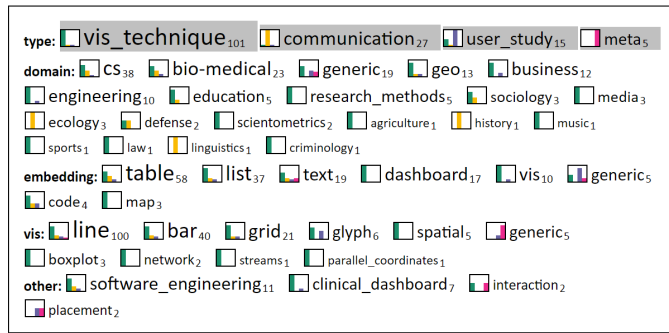 type: vis_technique101 communication27 user_study15 meta5
domain: cs38 bio-medical23 generic19 geo13 business12
engineering10 education5 research_methods5 sociology3 media3
ecology3 defense2 scientometrics2 agriculture1 history1 music1
sports1 law1 linguistics1 criminology1
embedding: table58 list37 text19 dashboard17 vis10 generic5
code4 map3
vis: line100 bar40 grid21 glyph6 spatial5 generic5
boxplot3 network2 streams1 parallel_coordinates1
other: software_engineering11 clinical_dashboard7 interaction2
placement2